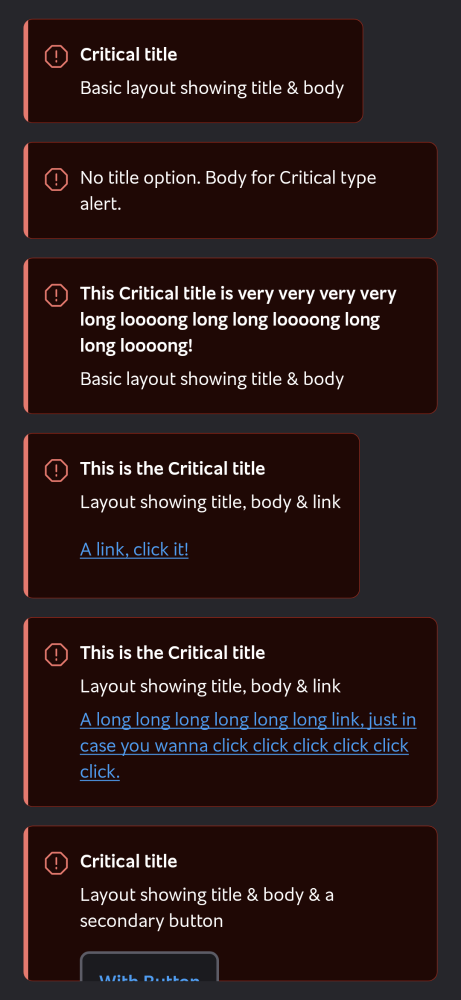 Critical title
Basic layout showing title & body
No title option. Body for Critical type
alert.
This Critical title is very very very very
long loooong long long loooong long
long loooong!
Basic layout showing title & body
This is the Critical title
Layout showing title, body & link
A link, click it!
This is the Critical title
Layout showing title, body & link
A long long long long long long link, just in
case you wanna click click click click click
click.
Critical title
Layout showing title & body & a
secondary button
With Button